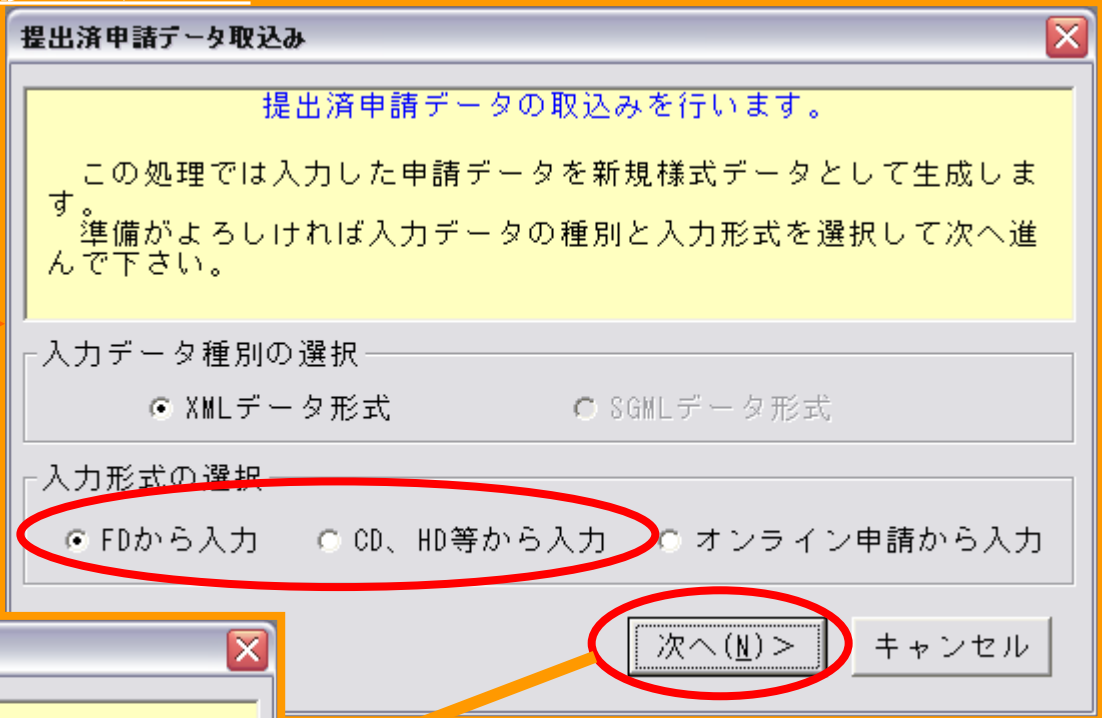 提出済申請データ取込み
提出済申請データの取込みを行います。
この処理では入力した申請データを新規様式データとして生成しま
す。
準備がよろしければ入力データの種別と入力形式を選択して次へ進
んで下さい。
入力データ種別の選択
XMLデータ形式 SGMLデータ形式
入力形式の選択
FDから入力 CD、HD等から入力 オンライン申請から入力
次へ(N)> キャンセル